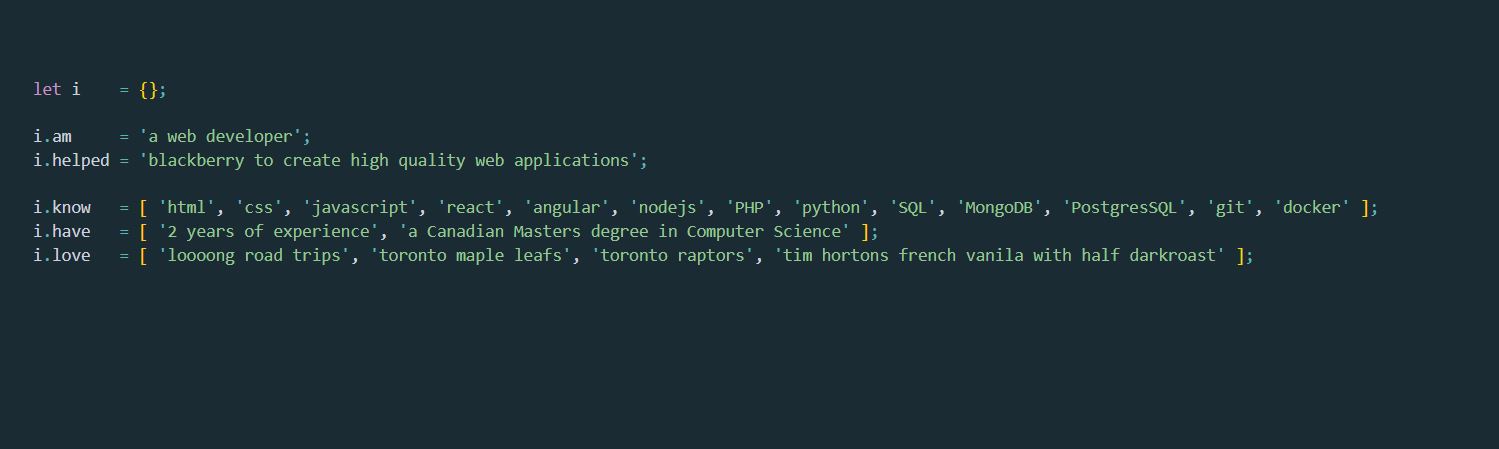 let i    = {};
i.am     = 'a web developer';
i.helped = 'blackberry to create high quality web applications';
i.know   = [ 'html', 'css', 'javascript', 'react', 'angular', 'nodejs', 'PHP', 'python', 'SQL', 'MongoDB', 'PostgresSQL', 'git', 'docker' ];
i.have   = [ '2 years of experience', 'a Canadian Masters degree in Computer Science' ];
i.love   = [ 'loooong road trips', 'toronto maple leafs', 'toronto raptors', 'tim hortons french vanila with half darkroast' ];